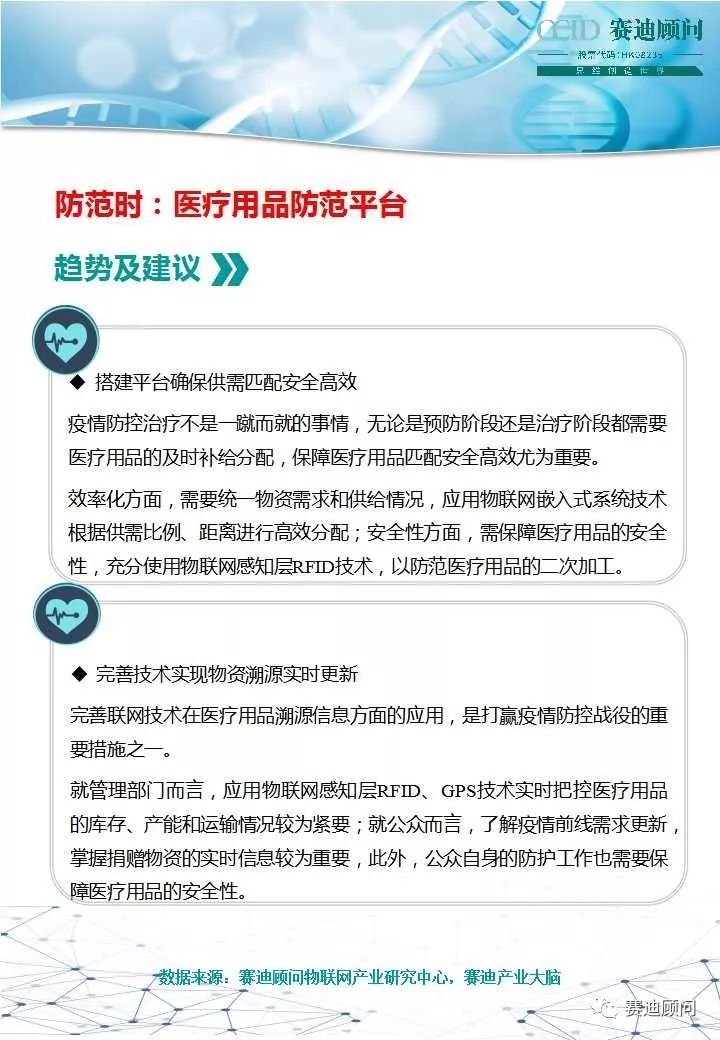 CCID 赛迪顾问
股票代码:HK08235
思维创造世界
防范时：医疗用品防范平台
趋势及建议
◆ 搭建平台确保供需匹配安全高效
疫情防控治疗不是一蹴而就的事情，无论是预防阶段还是治疗阶段都需要
医疗用品的及时补给分配，保障医疗用品匹配安全高效尤为重要。
效率化方面，需要统一物资需求和供给情况，应用物联网嵌入式系统技术
根据供需比例、距离进行高效分配；安全性方面，需保障医疗用品的安全
性，充分使用物联网感知层RFID技术，以防范医疗用品的二次加工。
◆ 完善技术实现物资溯源实时更新
完善联网技术在医疗用品溯源信息方面的应用，是打赢疫情防控战役的重
要措施之一。
就管理部门而言，应用物联网感知层RFID、GPS技术实时把控医疗用品
的库存、产能和运输情况较为紧要；就公众而言，了解疫情前线需求更新，
掌握捐赠物资的实时信息较为重要，此外，公众自身的防护工作也需要保
障医疗用品的安全性。
数据来源：赛迪顾问物联网产业研究中心，赛迪产业大脑
赛迪顾问